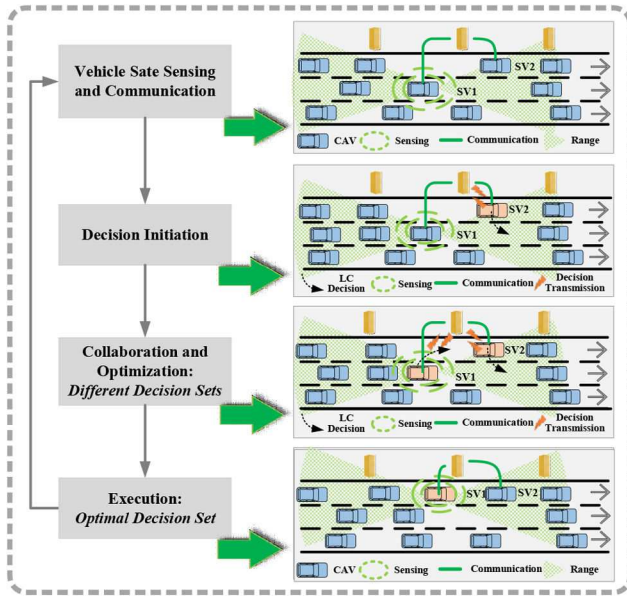 Vehicle Sate Sensing
and Communication
SV2
SV1
CAV
Sensing
Communication
Range
Decision Initiation
SV2
SV1
LC
Decision
Sensing
Communication
Decision
Transmission
Collaboration and
Optimization:
Different Decision Sets
SV2
SV1
LC
Decision
Sensing
Communication
Decision
Transmission
Execution:
Optimal Decision Set
SV1
SV2
CAV
Sensing
Communication
Range